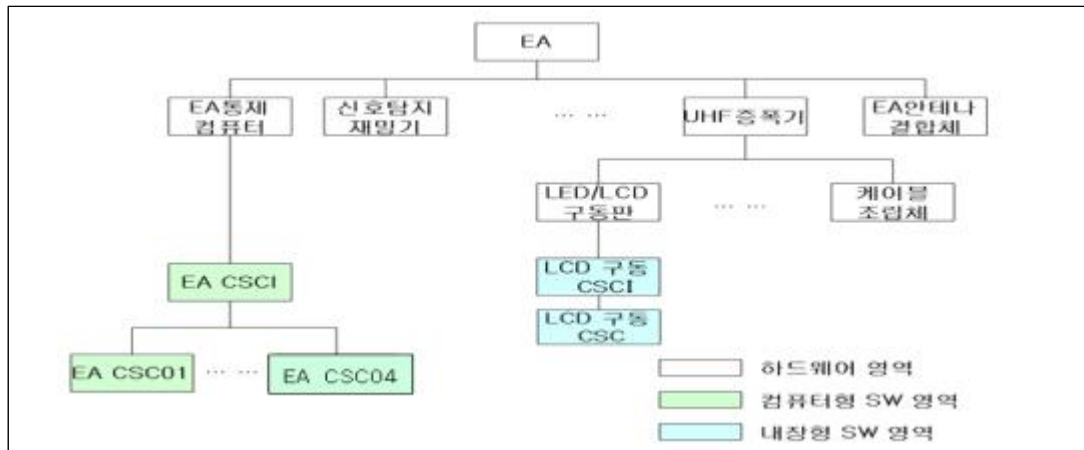 EA
EA통제
컴퓨터
신호탐지
재밍기
... ...
UHF증폭기
EA안테나
결합체
LED/LCD
구동판
... ...
케이블
조립체
EA CSCI
LCD 구동
CSCI
LCD 구동
CSC
EA CSC01
... ...
EA CSC04
하드웨어 영역
컴퓨터형 SW 영역
내장형 SW 영역